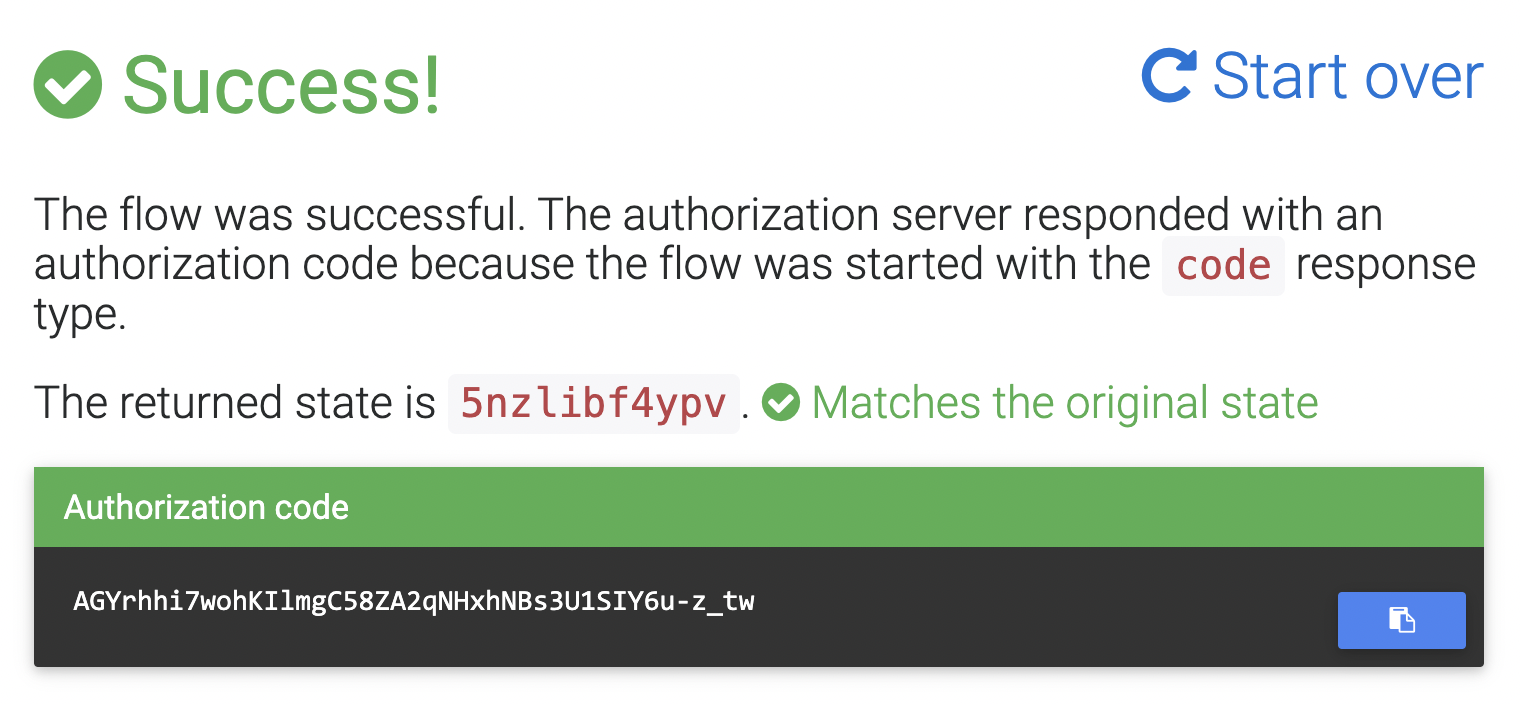 Success!
Start over
The flow was successful. The authorization server responded with an
authorization code because the flow was started with the code response
type.
The returned state is 5nzlibf4ypv. Matches the original state
Authorization code
AGYrhhi7wohKIlmgC58ZA2qNHxhNBs3U1SIY6u-z_tw